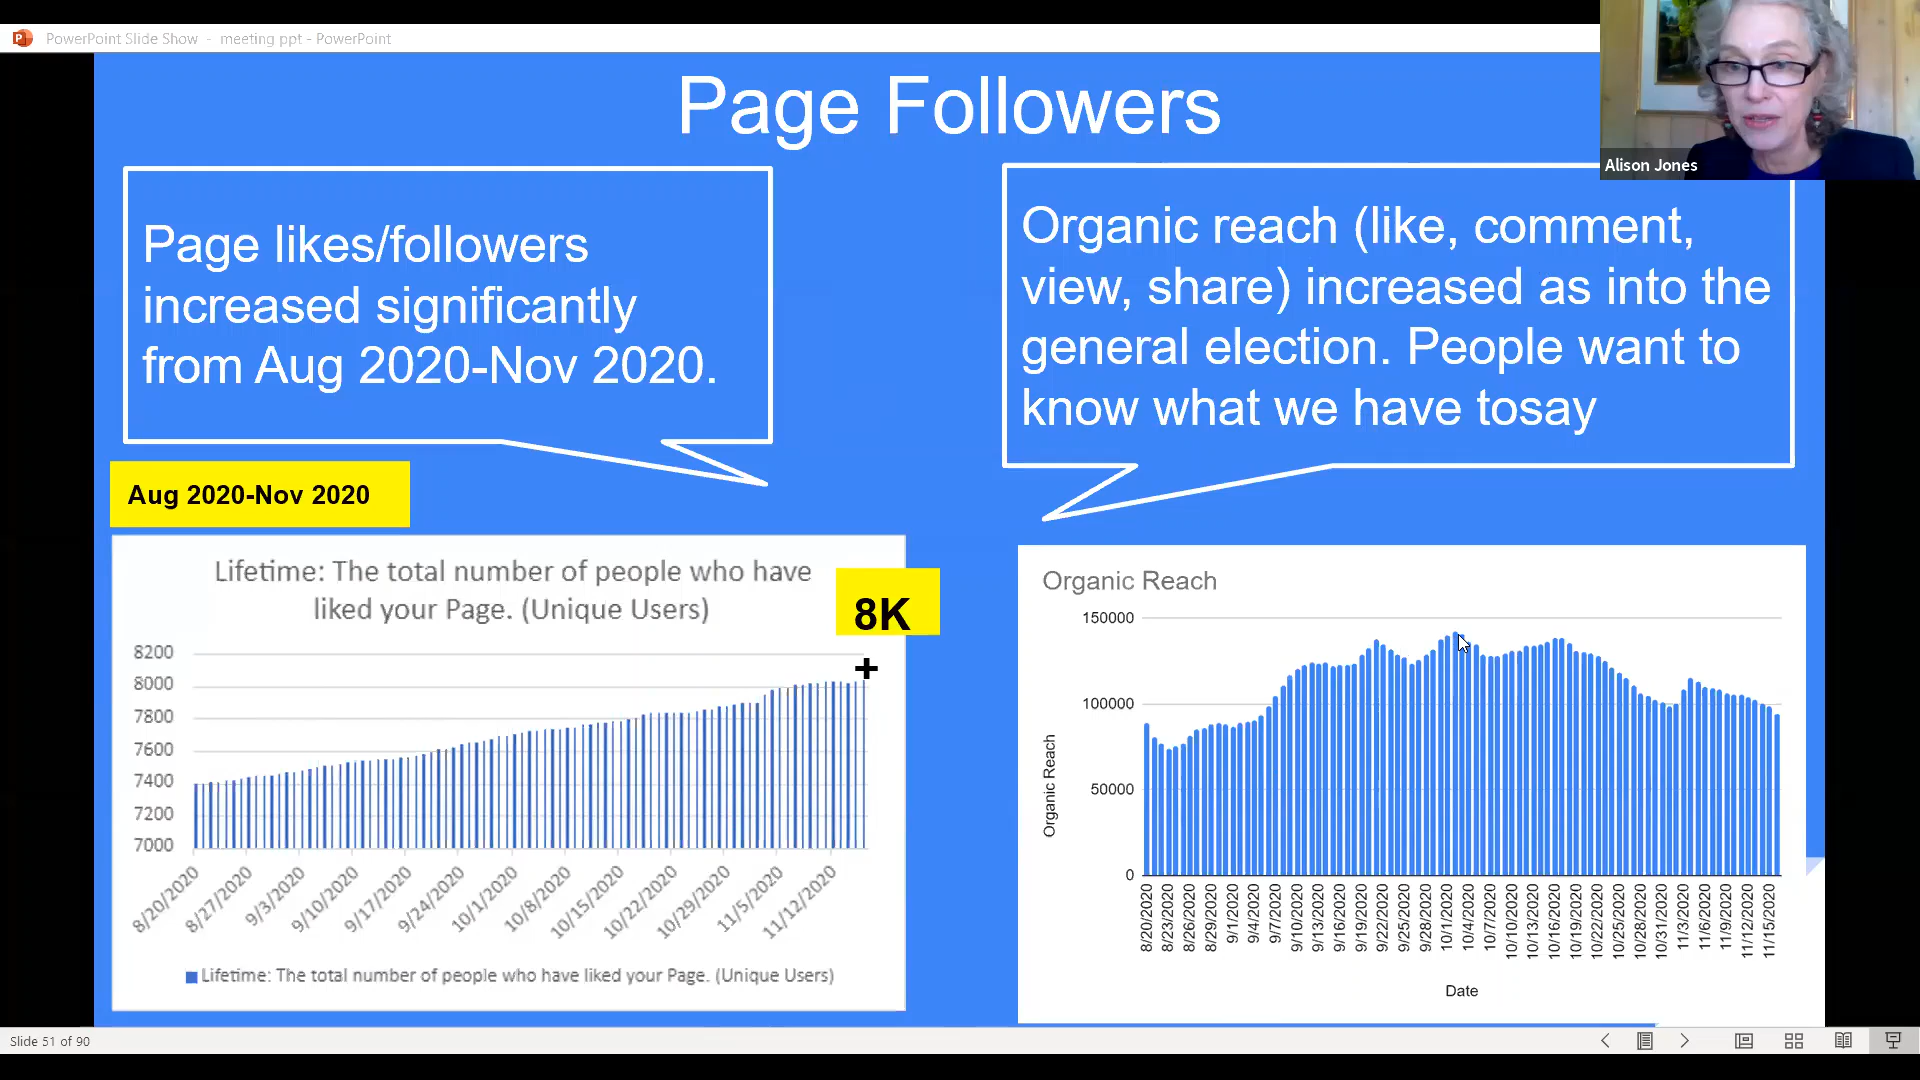 PowerPoint Slide Show - meeting ppt - PowerPoint
Alison Jones
Page Followers
Page likes/followers
increased significantly
from Aug 2020-Nov 2020.
Organic reach (like, comment,
view, share) increased as into the
general election. People want to
know what we have tosay
Aug 2020-Nov 2020
Lifetime: The total number of people who have
liked your Page. (Unique Users)
8K
+
8200
8000
7800
7600
7400
7200
7000
8/20/2020
8/27/2020
9/3/2020
9/10/2020
9/17/2020
9/24/2020
10/1/2020
10/8/2020
10/15/2020
10/22/2020
10/29/2020
11/5/2020
11/12/2020
Lifetime: The total number of people who have liked your Page. (Unique Users)
Organic Reach
150000
100000
50000
0
Organic Reach
8/20/2020
8/23/2020
8/26/2020
8/29/2020
9/1/2020
9/4/2020
9/7/2020
9/10/2020
9/13/2020
9/16/2020
9/19/2020
9/22/2020
9/25/2020
9/28/2020
10/1/2020
10/4/2020
10/7/2020
10/10/2020
10/13/2020
10/16/2020
10/19/2020
10/22/2020
10/25/2020
10/28/2020
10/31/2020
11/3/2020
11/6/2020
11/9/2020
11/12/2020
11/15/2020
Date
Slide 51 of 90